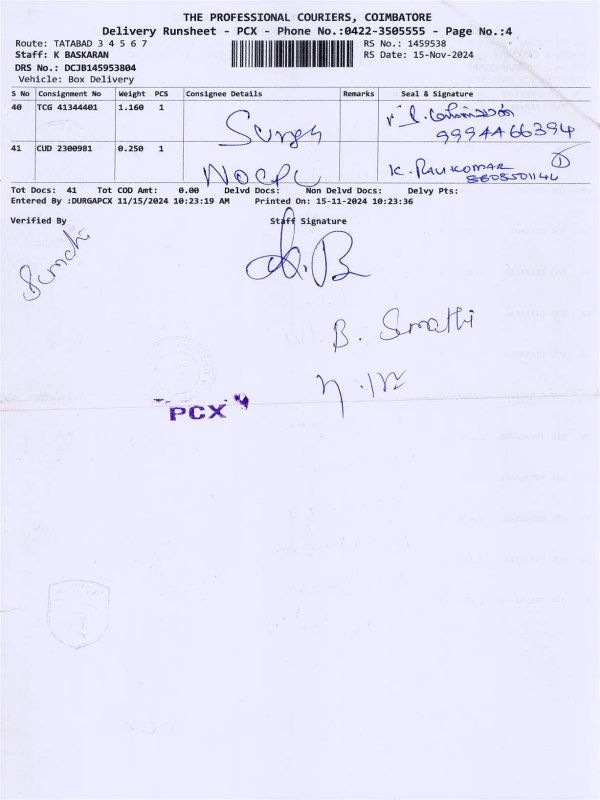 THE PROFESSIONAL COURIERS, COIMBATORE
Delivery Runsheet - PCX - Phone No.:0422-3505555 - Page No.:4
Route: TATABAD 3 4 5 6 7 RS No.: 1459538
Staff: K BASKARAN RS Date: 15-Nov-2024
DRS No.: DCJB145953804
Vehicle: Box Delivery
S No Consignment No Weight PCS Consignee Details Remarks Seal & Signature
40 TCG 41344401 1.160 1 9994466394
41 CUD 2300981 0.250 1 K. RAVIKUMAR
Tot Docs: 41 Tot COD Amt: 0.00 Delvd Docs: Non Delvd Docs: Delvy Pts:
Entered By :DURGAPCX 11/15/2024 10:23:19 AM Printed On: 15-11-2024 10:23:36
Verified By Staff Signature
PCX